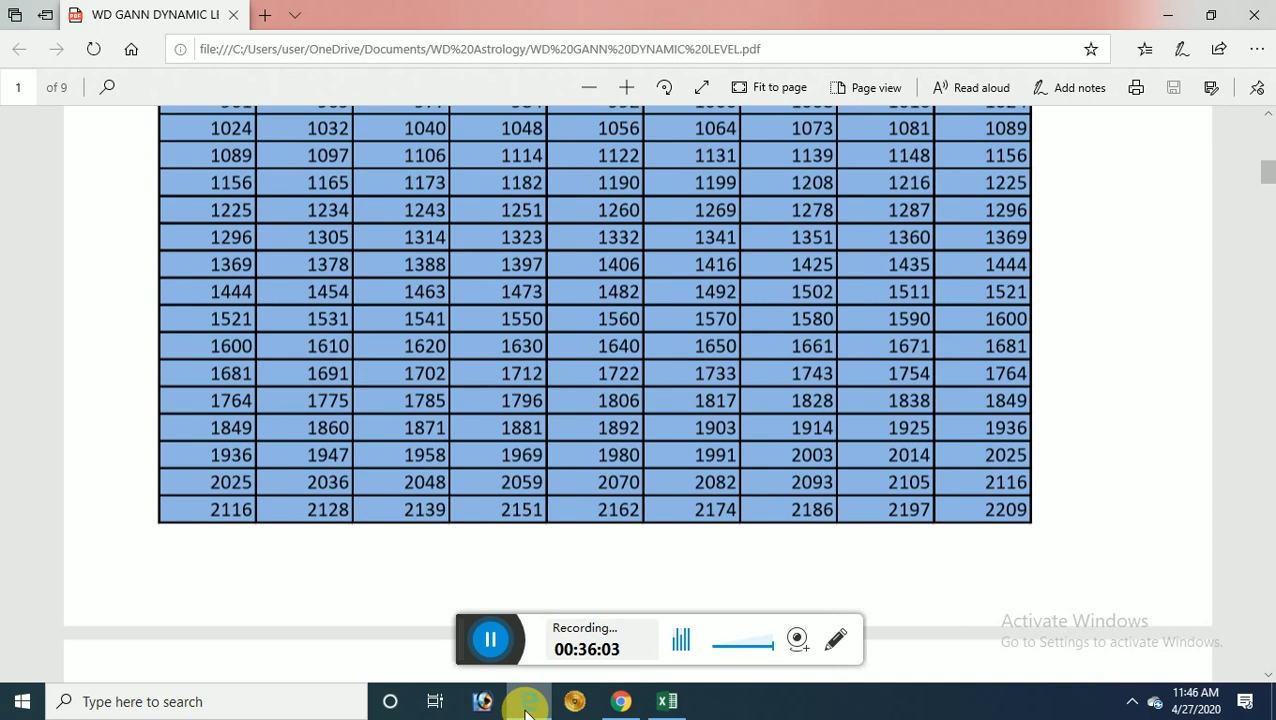 WD GANN DYNAMIC LE
file:///C:/Users/user/OneDrive/Documents/WD%20Astrology/WD%20GANN%20DYNAMIC%20LEVEL.pdf
1 of 9 Fit to page Page view Read aloud Add notes
1024 1032 1040 1048 1056 1064 1073 1081 1089
1089 1097 1106 1114 1122 1131 1139 1148 1156
1156 1165 1173 1182 1190 1199 1208 1216 1225
1225 1234 1243 1251 1260 1269 1278 1287 1296
1296 1305 1314 1323 1332 1341 1351 1360 1369
1369 1378 1388 1397 1406 1416 1425 1435 1444
1444 1454 1463 1473 1482 1492 1502 1511 1521
1521 1531 1541 1550 1560 1570 1580 1590 1600
1600 1610 1620 1630 1640 1650 1661 1671 1681
1681 1691 1702 1712 1722 1733 1743 1754 1764
1764 1775 1785 1796 1806 1817 1828 1838 1849
1849 1860 1871 1881 1892 1903 1914 1925 1936
1936 1947 1958 1969 1980 1991 2003 2014 2025
2025 2036 2048 2059 2070 2082 2093 2105 2116
2116 2128 2139 2151 2162 2174 2186 2197 2209
Recording...
00:36:03
Activate Windows
Go to Settings to activate Windows.
Type here to search
11:46 AM
4/27/2020